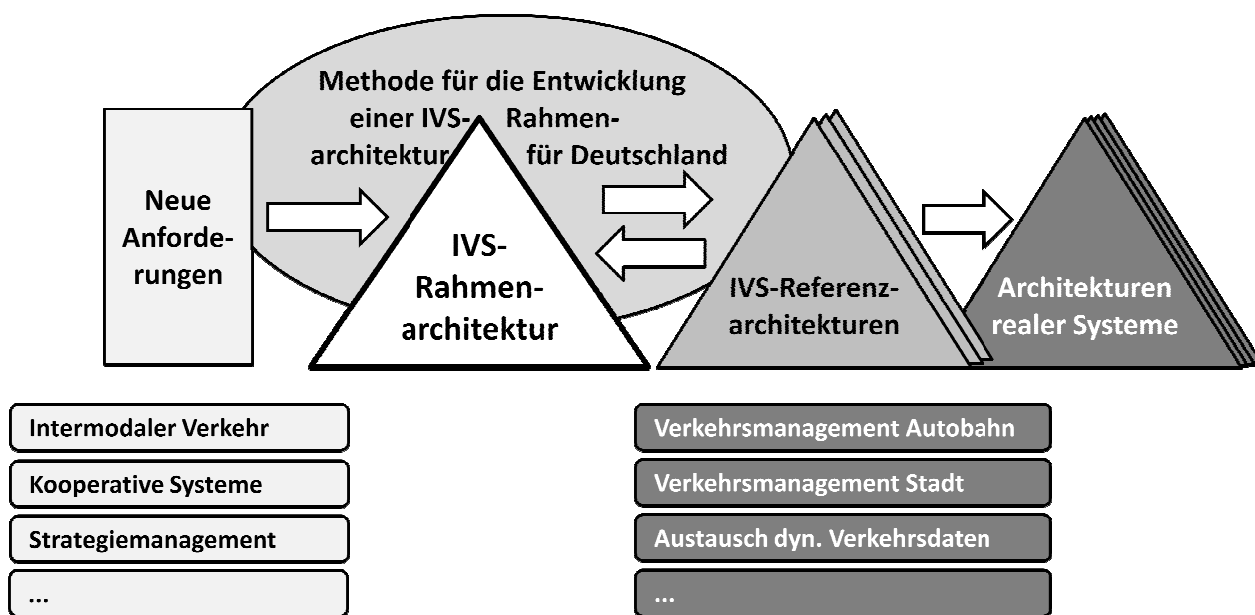 Methode für die Entwicklung
einer IVS- Rahmen-
architektur für Deutschland
Neue
Anforde-
rungen
IVS-
Rahmen-
architektur
IVS-Referenz-
architekturen
Architekturen
realer Systeme
Intermodaler Verkehr
Kooperative Systeme
Strategiemanagement
...
Verkehrsmanagement Autobahn
Verkehrsmanagement Stadt
Austausch dyn. Verkehrsdaten
...